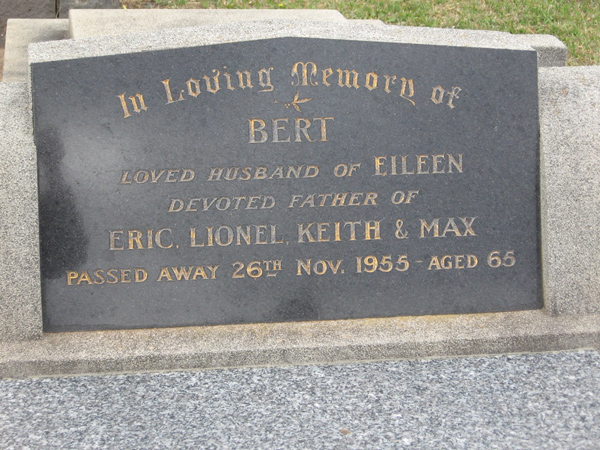 In Loving Memory of
BERT
LOVED HUSBAND OF EILEEN
DEVOTED FATHER OF
ERIC, LIONEL, KEITH & MAX
PASSED AWAY 26TH NOV. 1955 - AGED 65